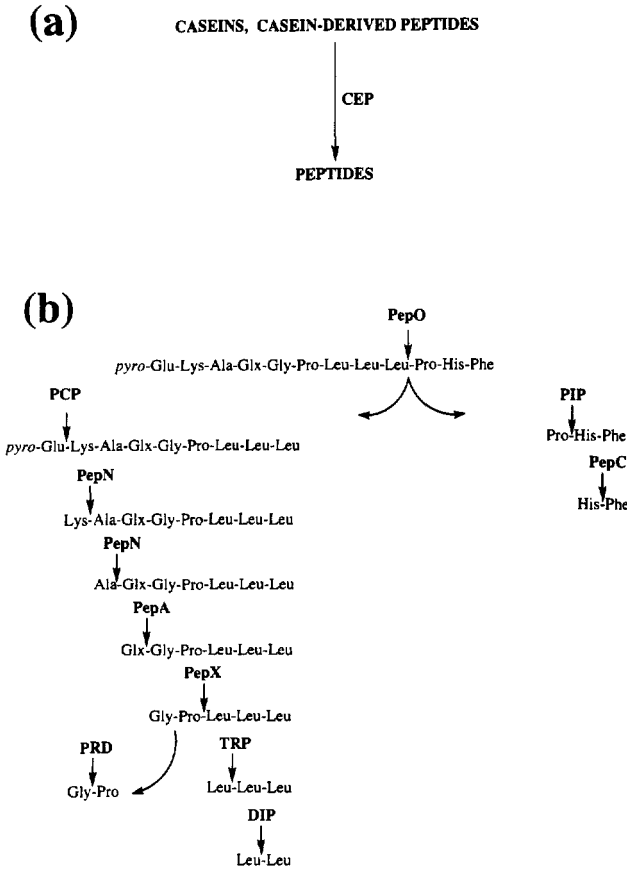 (a)
CASEINS, CASEIN-DERIVED PEPTIDES
CEP
PEPTIDES
(b)
PepO
pyro-Glu-Lys-Ala-Glx-Gly-Pro-Leu-Leu-Leu-Pro-His-Phe
PCP
PIP
pyro-Glu-Lys-Ala-Glx-Gly-Pro-Leu-Leu-Leu
Pro-His-Phe
PepN
PepC
Lys-Ala-Glx-Gly-Pro-Leu-Leu-Leu
His-Phe
PepN
Ala-Glx-Gly-Pro-Leu-Leu-Leu
PepA
Glx-Gly-Pro-Leu-Leu-Leu
PepX
Gly-Pro-Leu-Leu-Leu
PRD
TRP
Gly-Pro
Leu-Leu-Leu
DIP
Leu-Leu